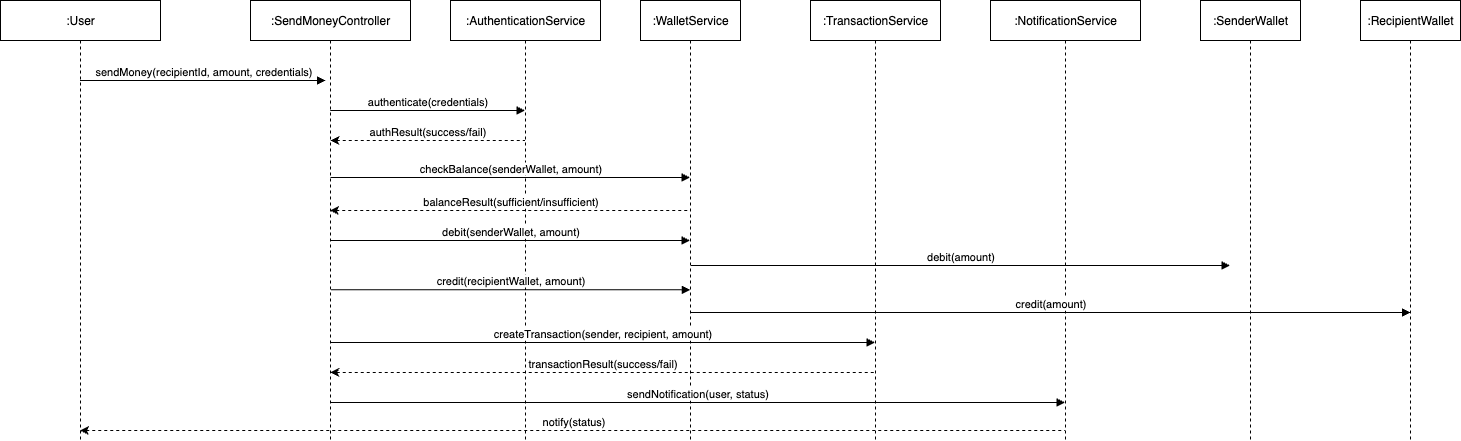 :User
:SendMoneyController
:AuthenticationService
:WalletService
:TransactionService
:NotificationService
:SenderWallet
:RecipientWallet
sendMoney(recipientId, amount, credentials)
authenticate(credentials)
authResult(success/fail)
checkBalance(senderWallet, amount)
balanceResult(sufficient/insufficient)
debit(senderWallet, amount)
debit(amount)
credit(recipientWallet, amount)
credit(amount)
createTransaction(sender, recipient, amount)
transactionResult(success/fail)
sendNotification(user, status)
notify(status)